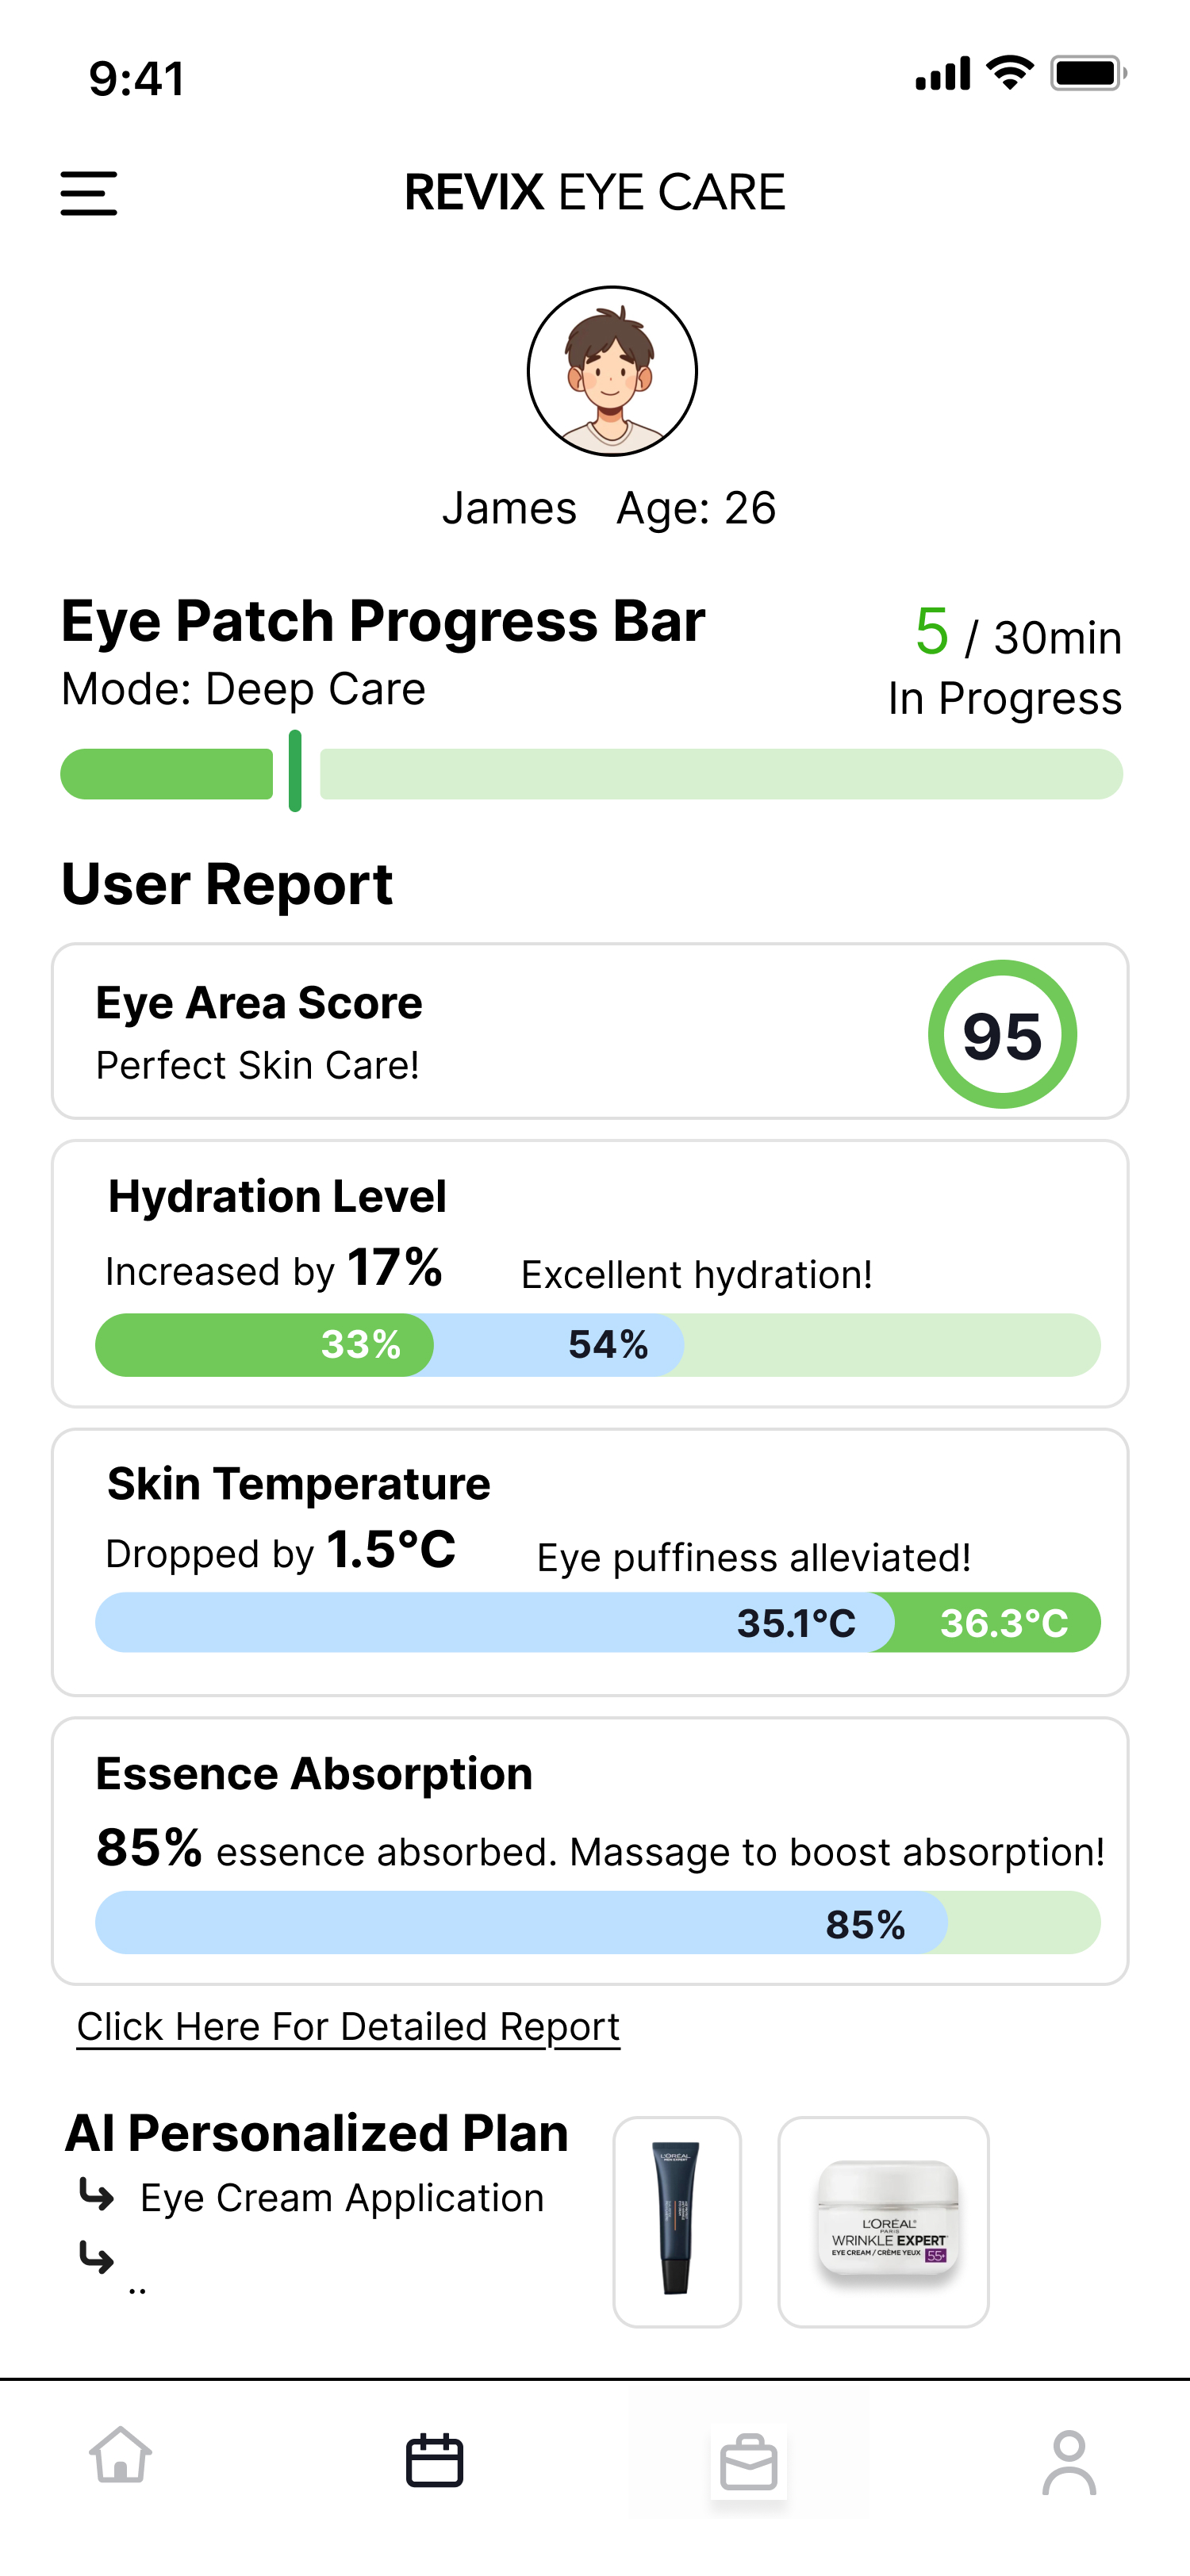 9:41
REVIX EYE CARE
James Age: 26
Eye Patch Progress Bar
5 / 30min
Mode: Deep Care
In Progress
User Report
Eye Area Score
Perfect Skin Care!
95
Hydration Level
Increased by 17% Excellent hydration!
33% 54%
Skin Temperature
Dropped by 1.5°C Eye puffiness alleviated!
35.1°C 36.3°C
Essence Absorption
85% essence absorbed. Massage to boost absorption!
85%
Click Here For Detailed Report
AI Personalized Plan
Eye Cream Application
..
L'ORÉAL
MEN EXPERT
L'ORÉAL
PARIS
WRINKLE EXPERT
EYE CREAM / CRÈME YEUX 55+